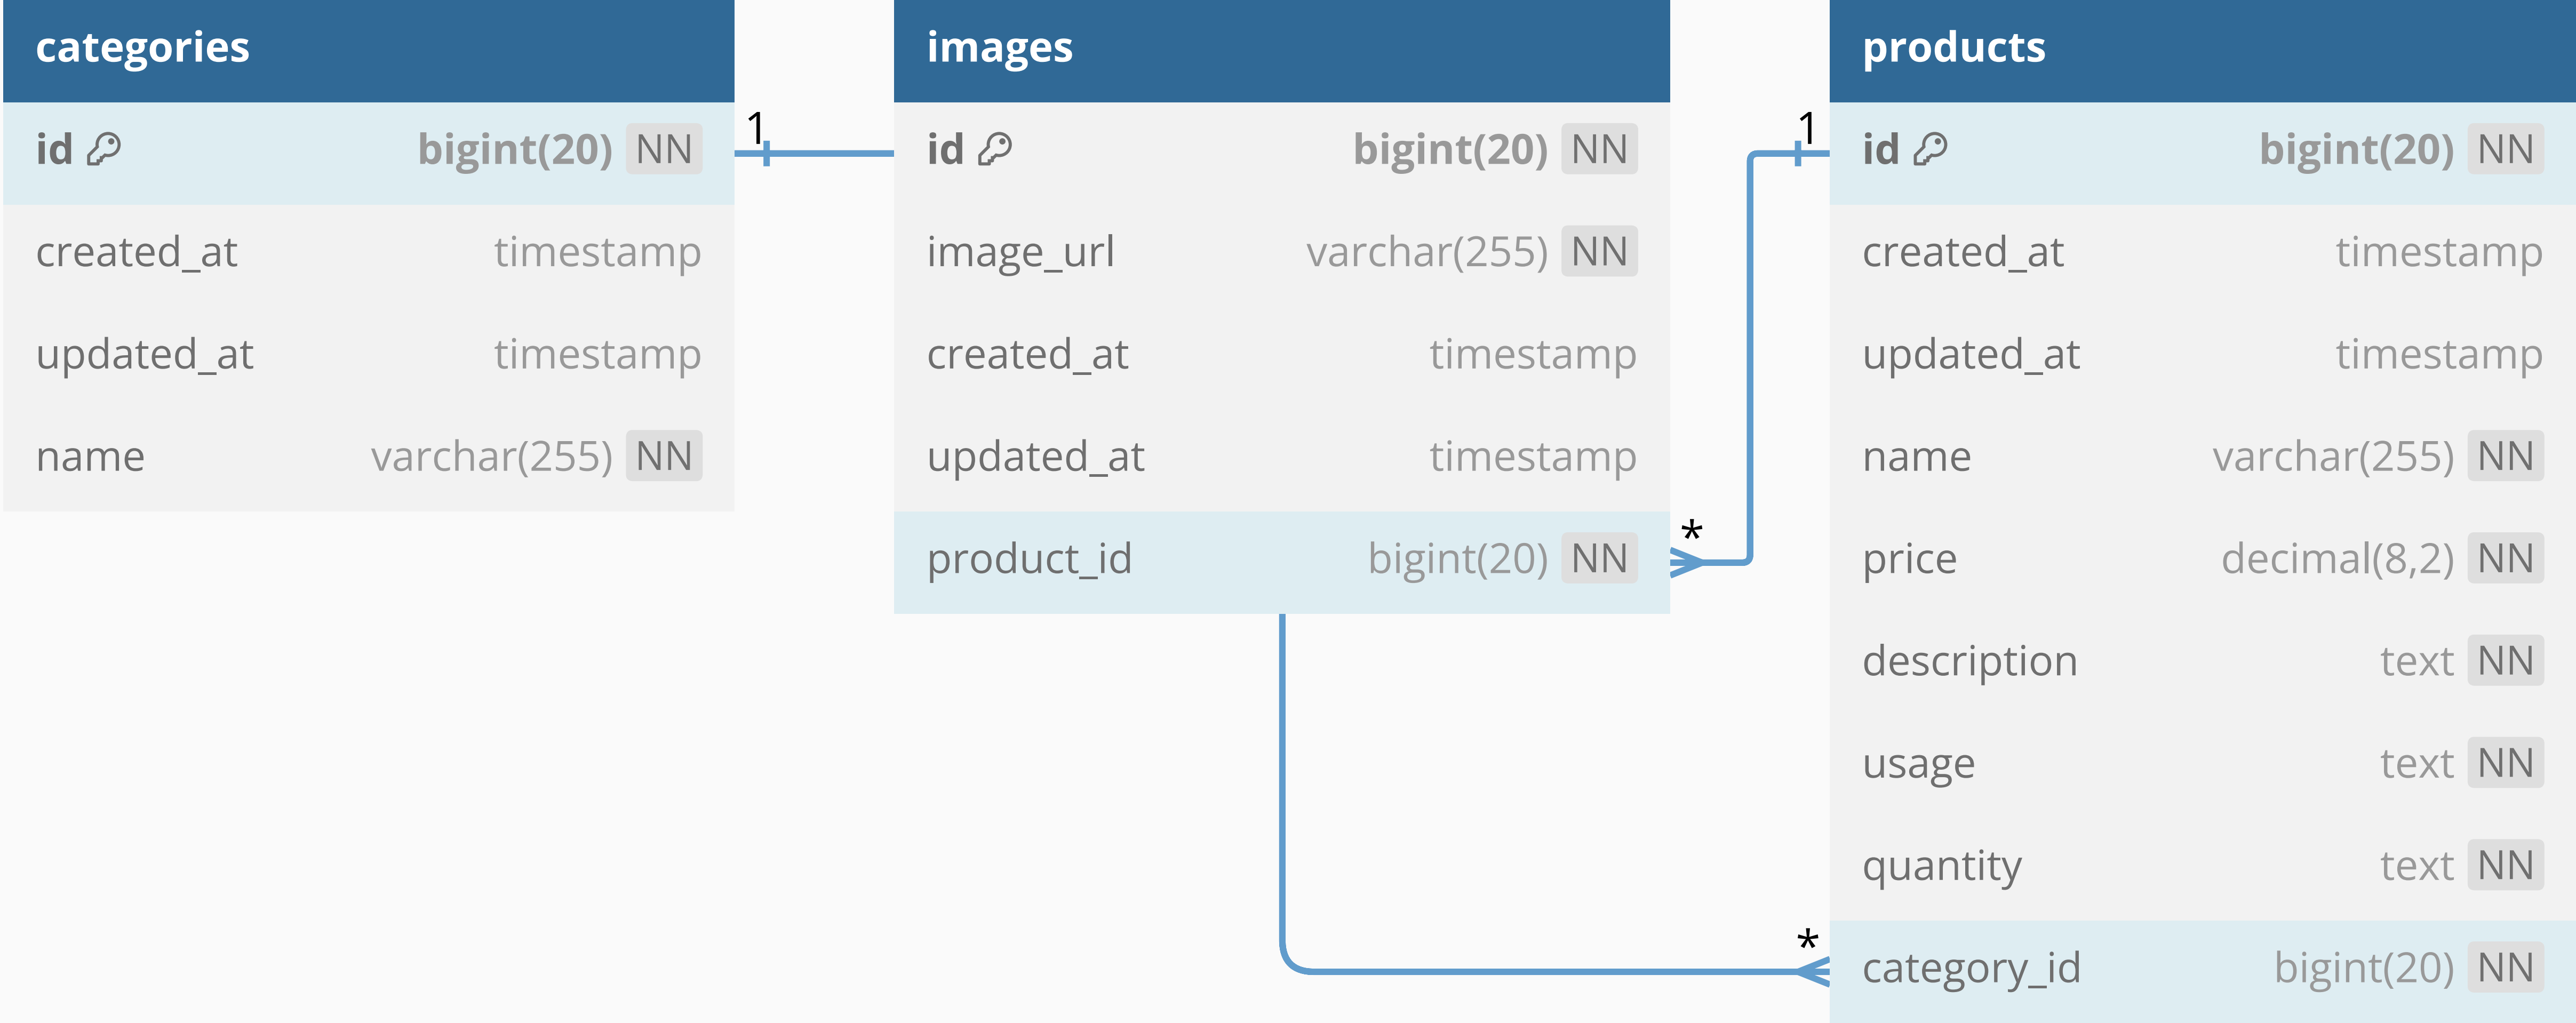 categories
id bigint(20) NN
created_at timestamp
updated_at timestamp
name varchar(255) NN
1
images
id bigint(20) NN
image_url varchar(255) NN
created_at timestamp
updated_at timestamp
product_id bigint(20) NN
*
1
products
id bigint(20) NN
created_at timestamp
updated_at timestamp
name varchar(255) NN
price decimal(8,2) NN
description text NN
usage text NN
quantity text NN
*
category_id bigint(20) NN